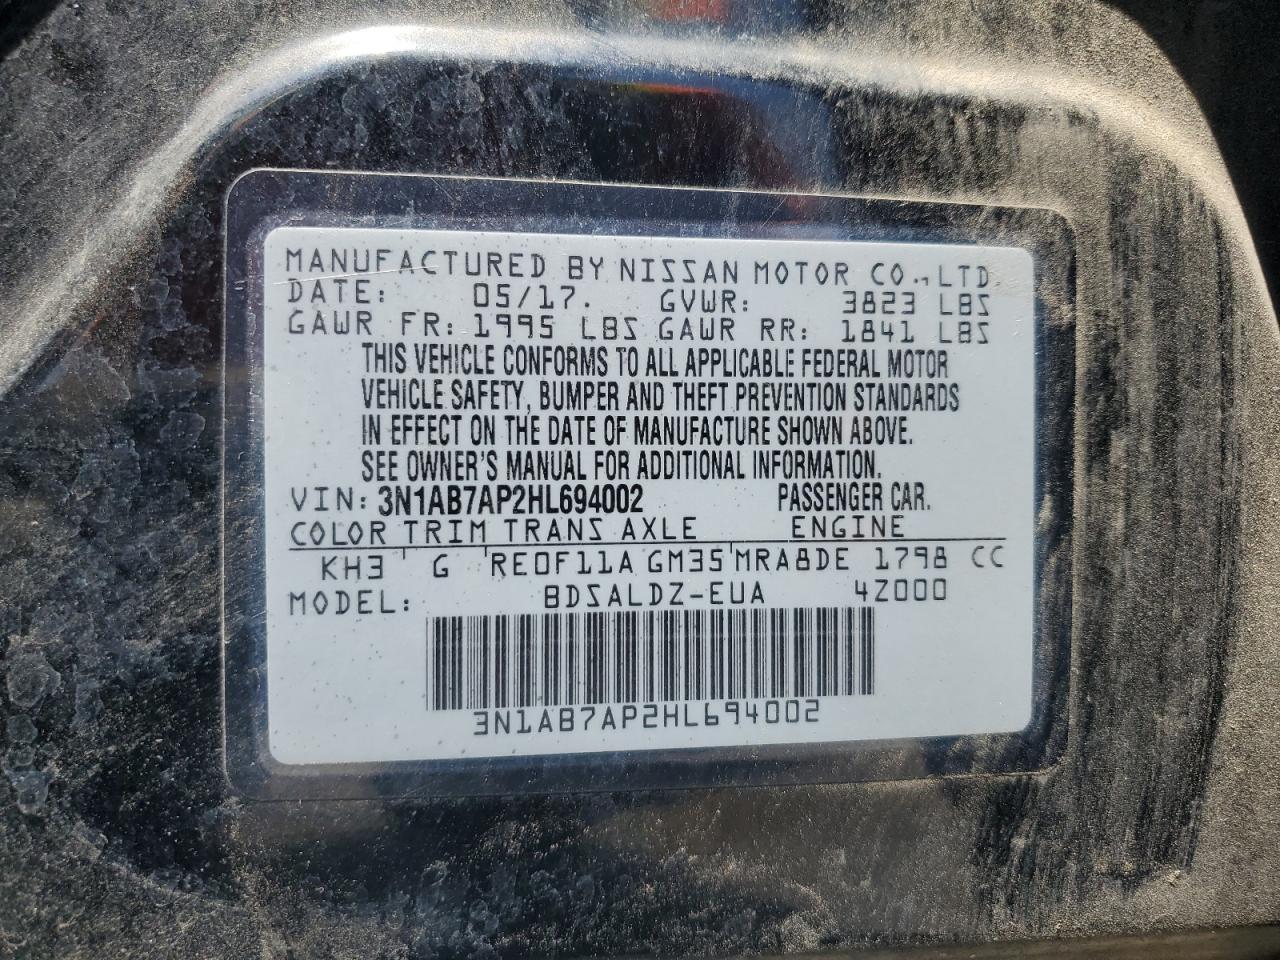 MANUFACTURED BY NISSAN MOTOR CO., LTD.
DATE: 05/17. GVWR: 3823 LBS
GAWR FR: 1995 LBS GAWR RR: 1841 LBS
THIS VEHICLE CONFORMS TO ALL APPLICABLE FEDERAL MOTOR
VEHICLE SAFETY, BUMPER AND THEFT PREVENTION STANDARDS
IN EFFECT ON THE DATE OF MANUFACTURE SHOWN ABOVE.
SEE OWNER'S MANUAL FOR ADDITIONAL INFORMATION.
VIN: 3N1AB7AP2HL694002 PASSENGER CAR.
COLOR TRIM TRANS AXLE ENGINE
KH3 G RE0F11A GM35 MRA8DE 1798 CC
MODEL: BDSALDZ-EUA 4Z000
3N1AB7AP2HL694002